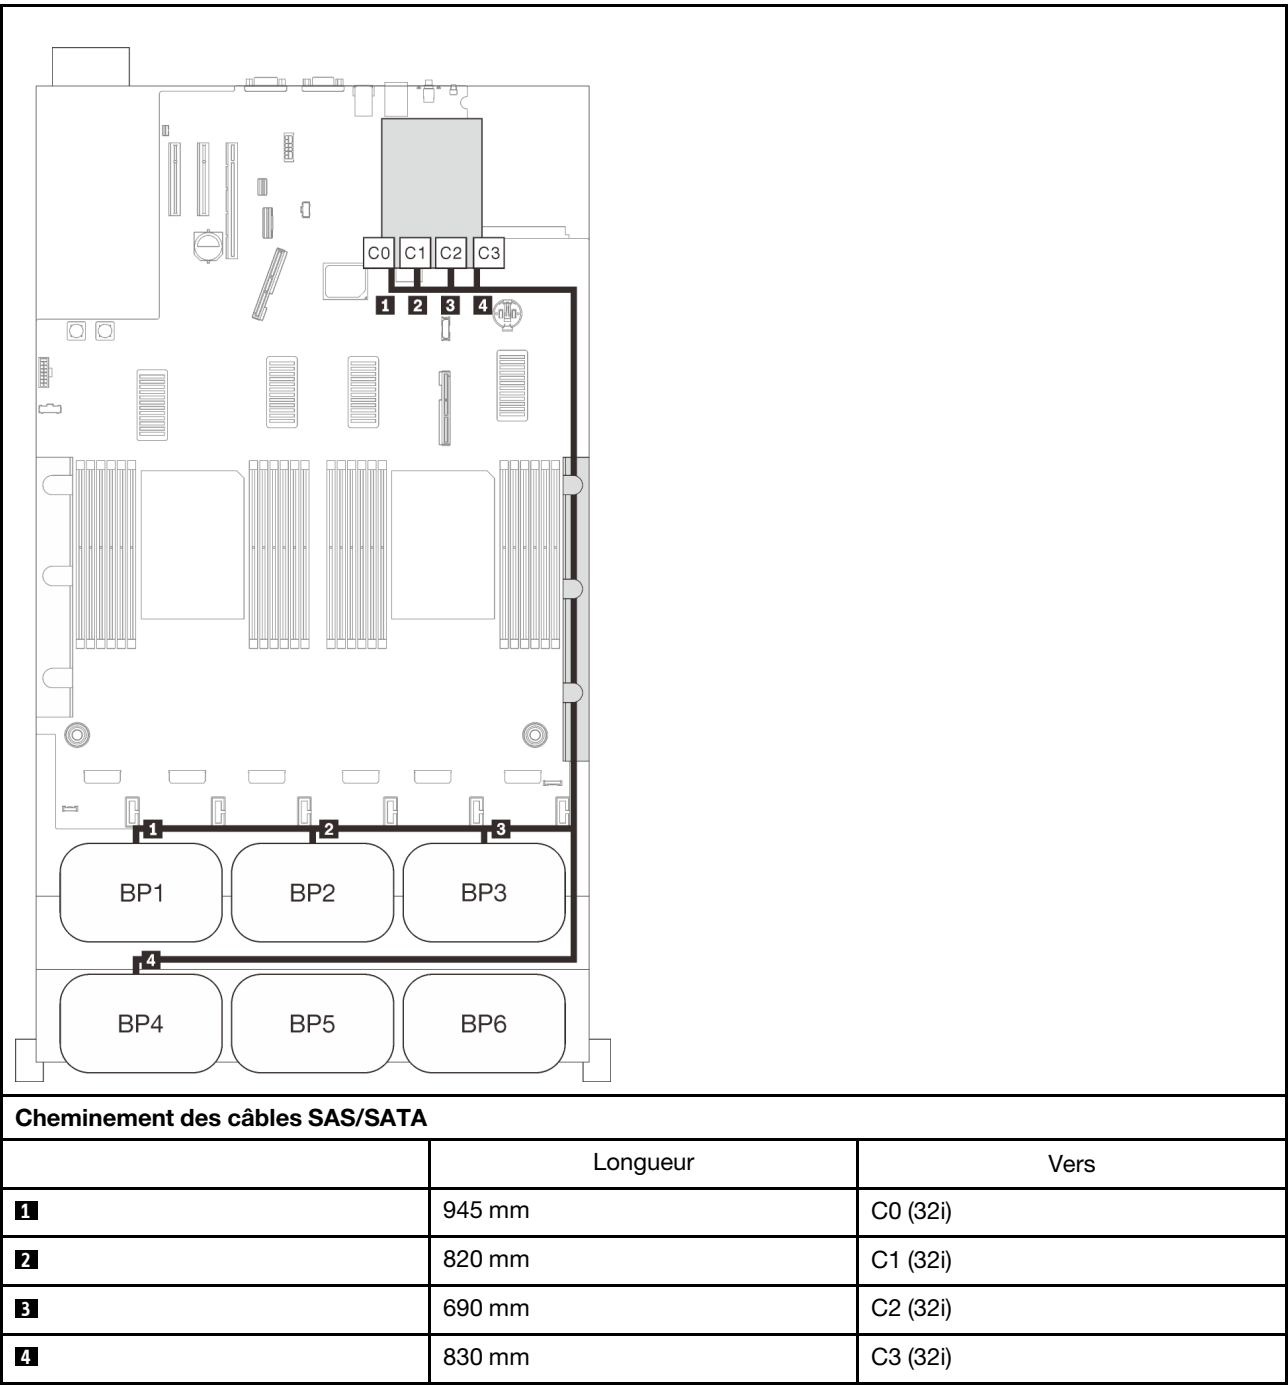 C0 C1 C2 C3
1 2 3 4
1 2 3
BP1 BP2 BP3
4
BP4 BP5 BP6
Cheminement des câbles SAS/SATA
Longueur Vers
1 945 mm C0 (32i)
2 820 mm C1 (32i)
3 690 mm C2 (32i)
4 830 mm C3 (32i)